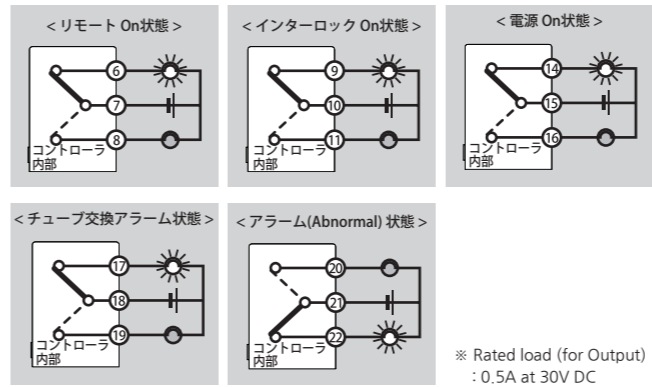 < リモート On状態 >
6
7
8
コントローラ
内部
< インターロック On状態 >
9
10
11
コントローラ
内部
< 電源 On状態 >
14
15
16
コントローラ
内部
< チューブ交換アラーム状態 >
17
18
19
コントローラ
内部
< アラーム(Abnormal) 状態 >
20
21
22
コントローラ
内部
※ Rated load (for Output)
: 0.5A at 30V DC